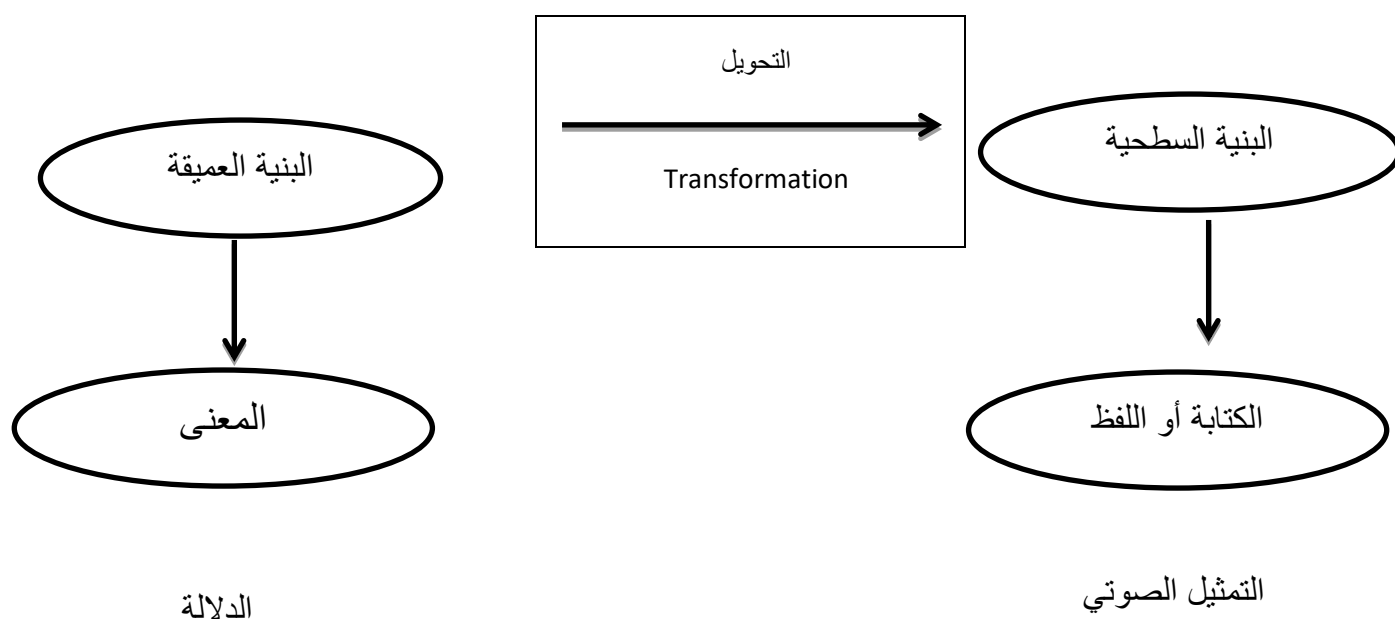 التحويل
البنية السطحية
البنية العميقة
Transformation
الكتابة أو اللفظ
المعنى
التمثيل الصوتي
الدلالة